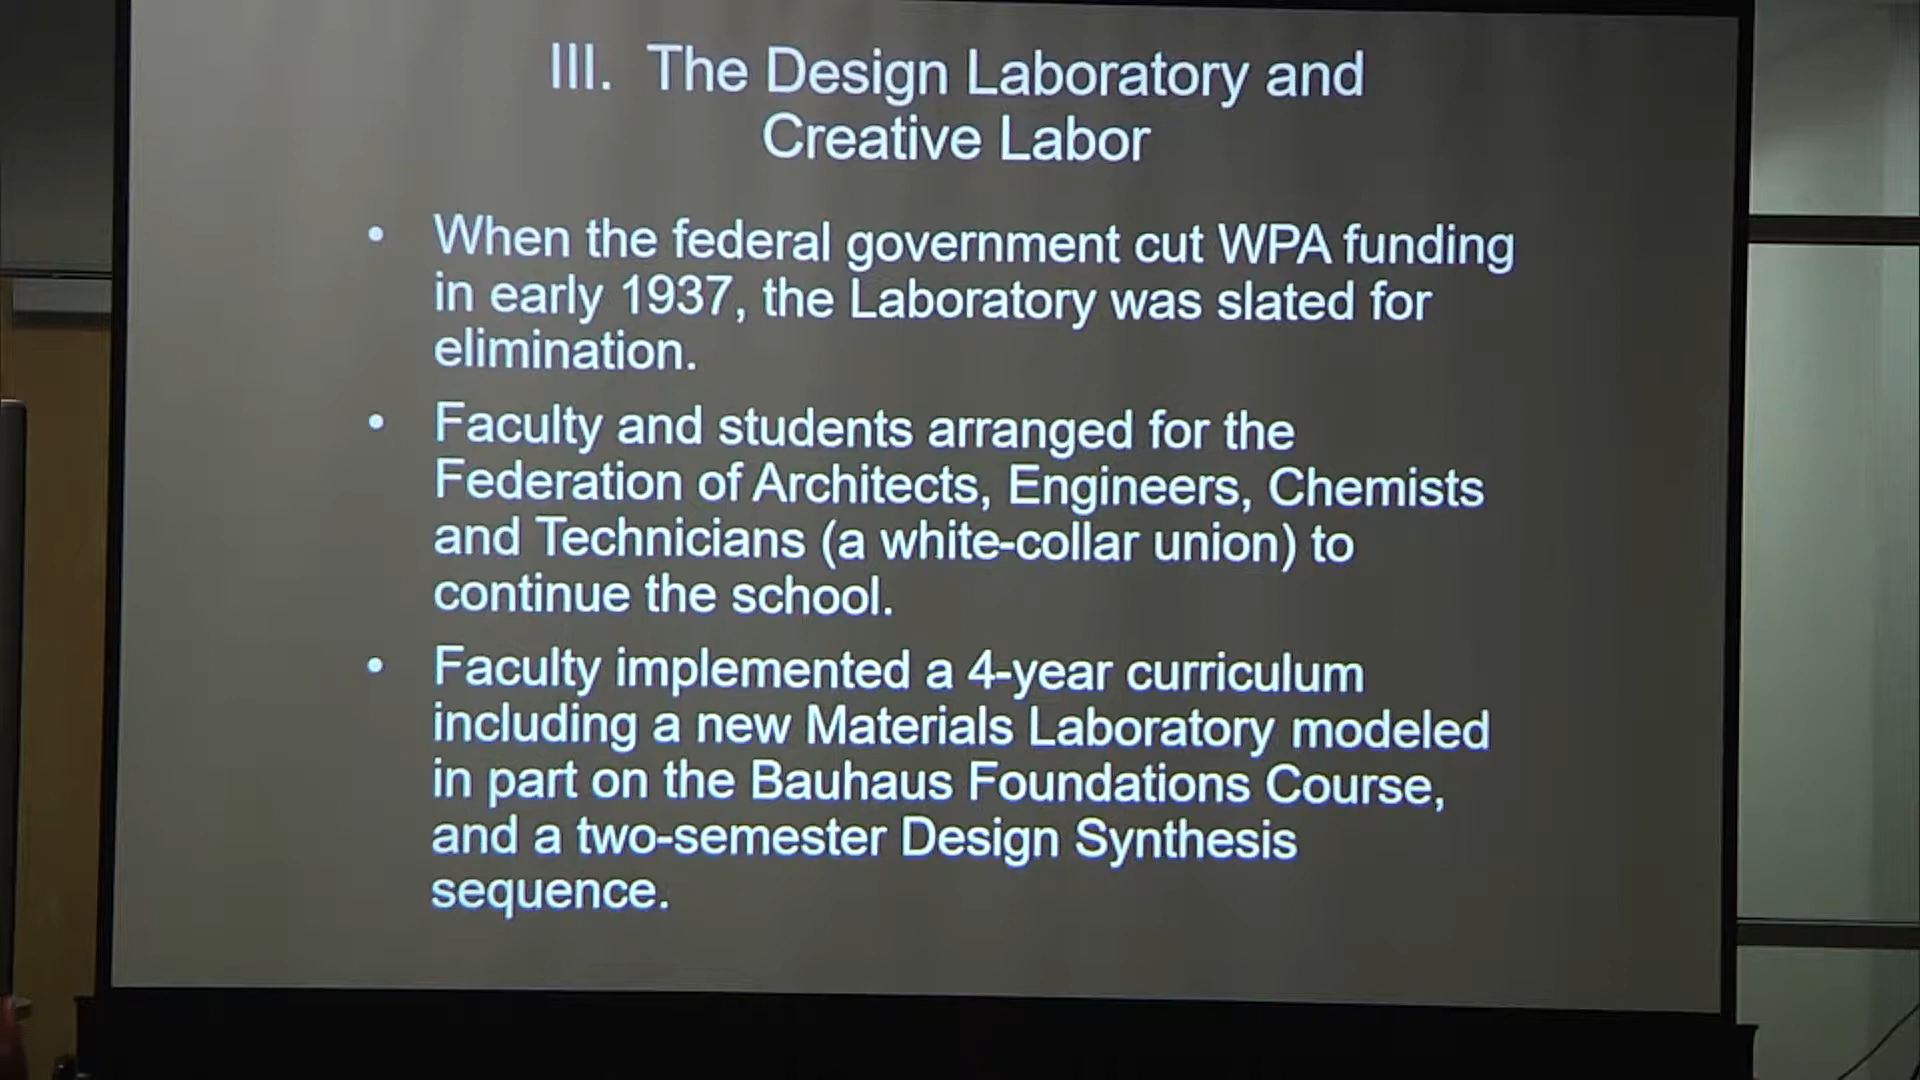 III. The Design Laboratory and
Creative Labor
• When the federal government cut WPA funding
in early 1937, the Laboratory was slated for
elimination.
• Faculty and students arranged for the
Federation of Architects, Engineers, Chemists
and Technicians (a white-collar union) to
continue the school.
• Faculty implemented a 4-year curriculum
including a new Materials Laboratory modeled
in part on the Bauhaus Foundations Course,
and a two-semester Design Synthesis
sequence.